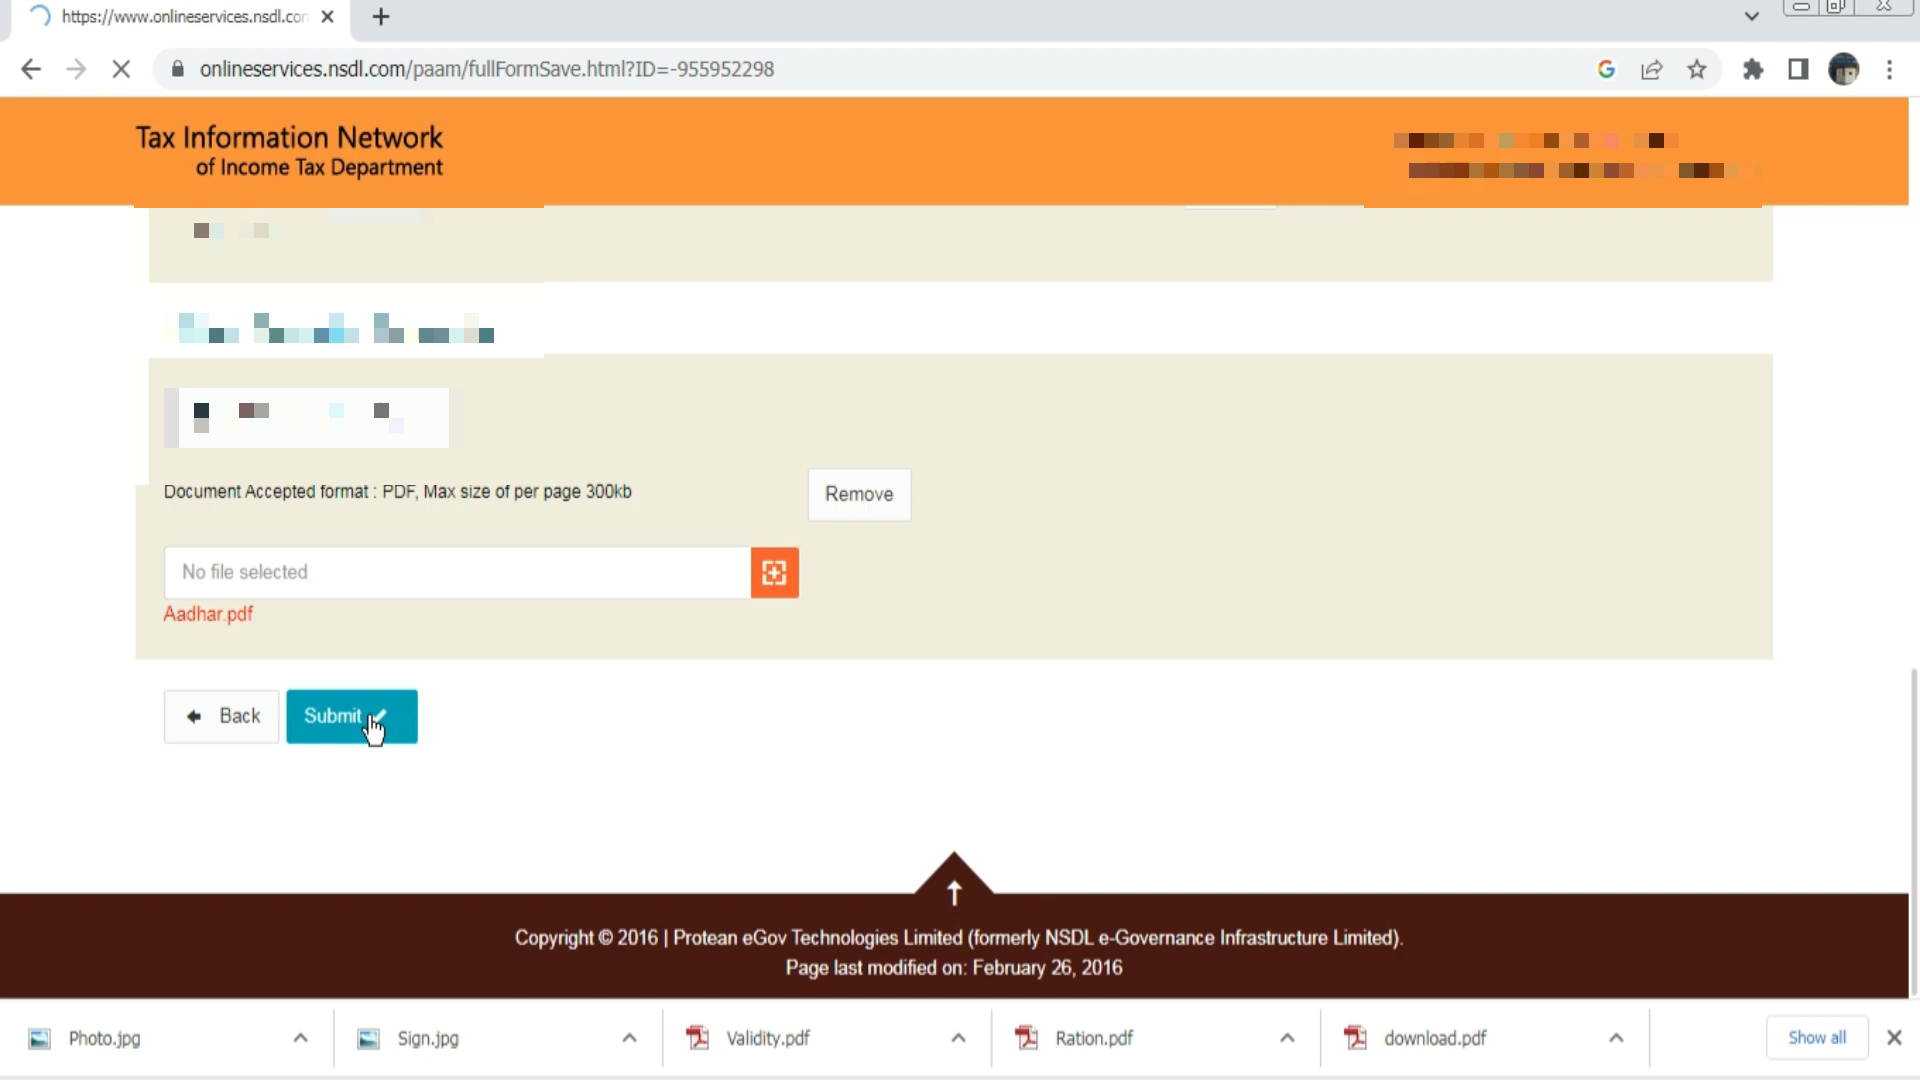 https://www.onlineservices.nsdl.con
onlineservices.nsdl.com/paam/fullFormSave.html?ID=-955952298
Tax Information Network
of Income Tax Department
Document Accepted format : PDF, Max size of per page 300kb
Remove
No file selected
Aadhar.pdf
Back
Submit
Copyright © 2016 | Protean eGov Technologies Limited (formerly NSDL e-Governance Infrastructure Limited).
Page last modified on: February 26, 2016
Photo.jpg
Sign.jpg
Validity.pdf
Ration.pdf
download.pdf
Show all